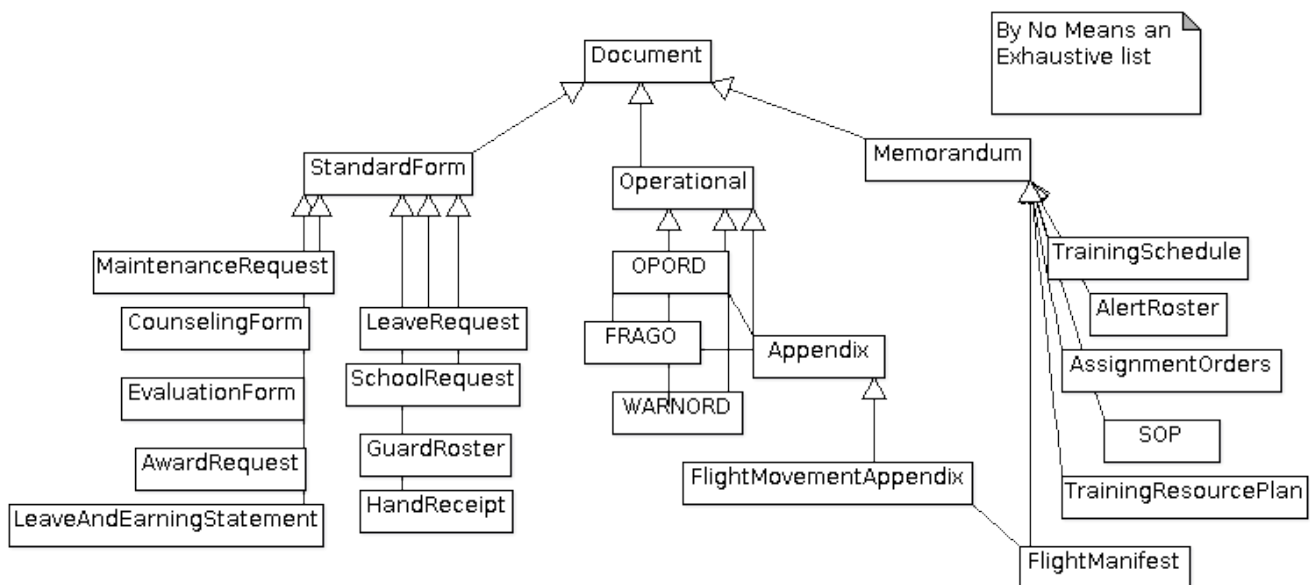 Document
By No Means an
Exhaustive list
StandardForm
Operational
Memorandum
MaintenanceRequest
OPORD
TrainingSchedule
CounselingForm
LeaveRequest
FRAGO
Appendix
AlertRoster
EvaluationForm
SchoolRequest
WARNORD
AssignmentOrders
AwardRequest
GuardRoster
SOP
LeaveAndEarningStatement
HandReceipt
FlightMovementAppendix
TrainingResourcePlan
FlightManifest